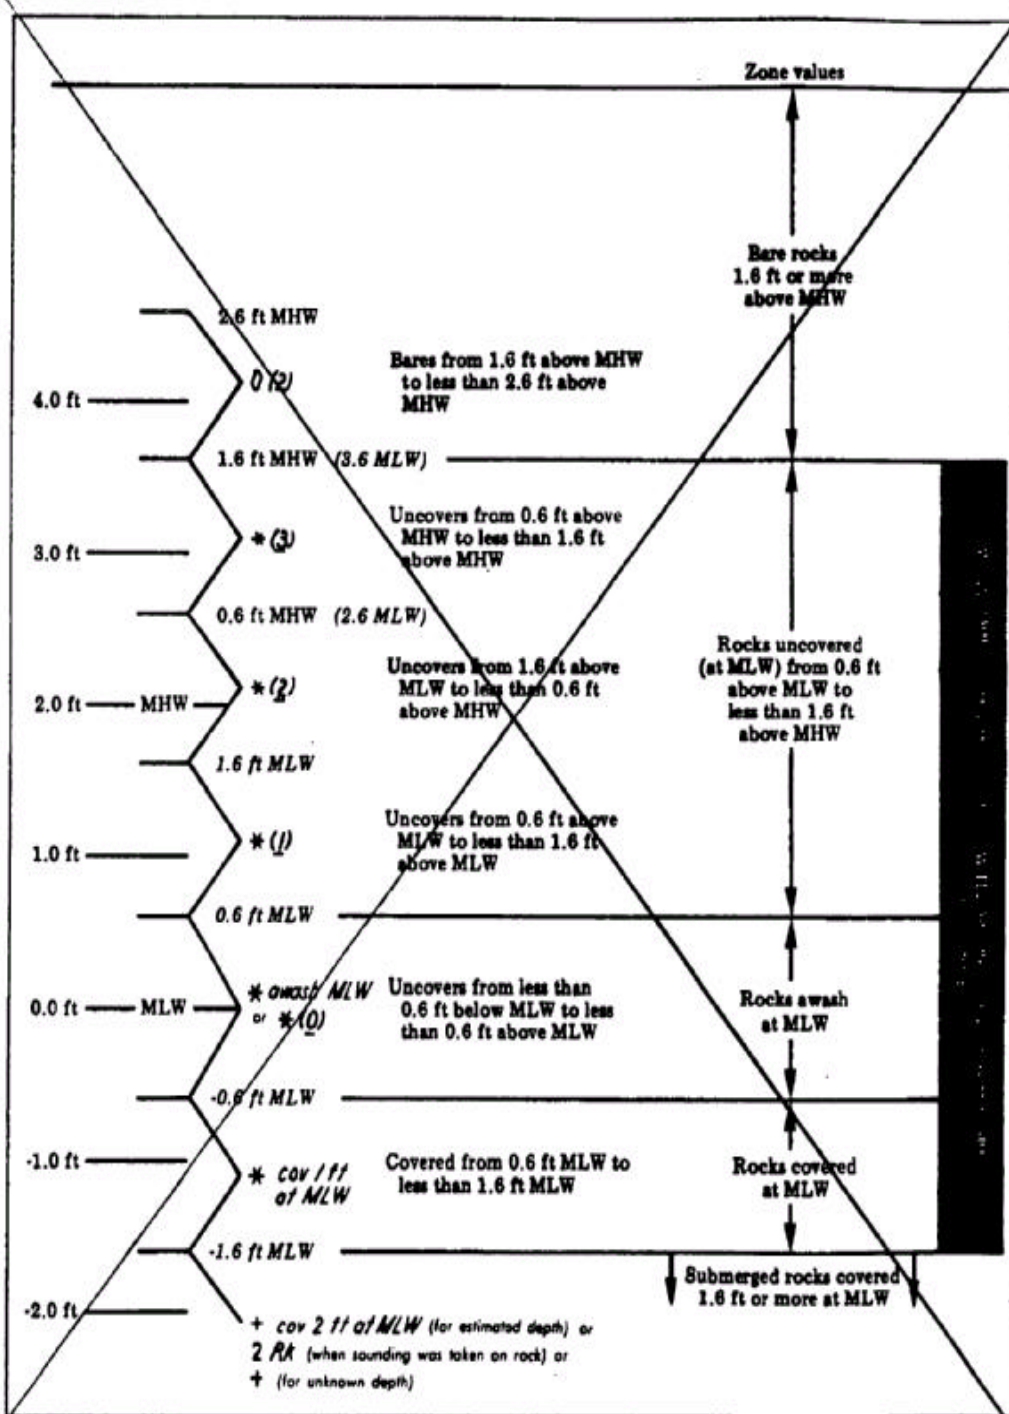 Zone values
Bare rocks
1.6 ft or more
above MHW
2.6 ft MHW
Bares from 1.6 ft above MHW
to less than 2.6 ft above
MHW
(2)
4.0 ft
1.6 ft MHW (3.6 MLW)
Uncovers from 0.6 ft above
MHW to less than 1.6 ft
above MHW
* (3)
3.0 ft
0.6 ft MHW (2.6 MLW)
Rocks uncovered
(at MLW) from 0.6 ft
above MLW to
less than 1.6 ft
above MHW
Uncovers from 1.6 ft above
MLW to less than 0.6 ft
above MHW
* (2)
2.0 ft MHW
1.6 ft MLW
Uncovers from 0.6 ft above
MLW to less than 1.6 ft
above MLW
* (1)
1.0 ft
0.6 ft MLW
* awash MLW
or * (0)
Uncovers from less than
0.6 ft below MLW to less
than 0.6 ft above MLW
Rocks awash
at MLW
0.0 ft MLW
-0.6 ft MLW
-1.0 ft
* cov 1 ft
at MLW
Covered from 0.6 ft MLW to
less than 1.6 ft MLW
Rocks covered
at MLW
-1.6 ft MLW
Submerged rocks covered
1.6 ft or more at MLW
-2.0 ft
+ cov 2 ft at MLW (for estimated depth) or
2 Rk (when sounding was taken on rock) or
+ (for unknown depth)